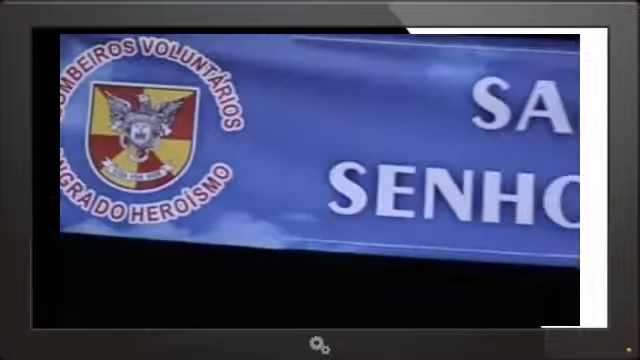 BOMBEIROS VOLUNTÁRIOS
ANGRA DO HEROÍSMO
SA
SENHO